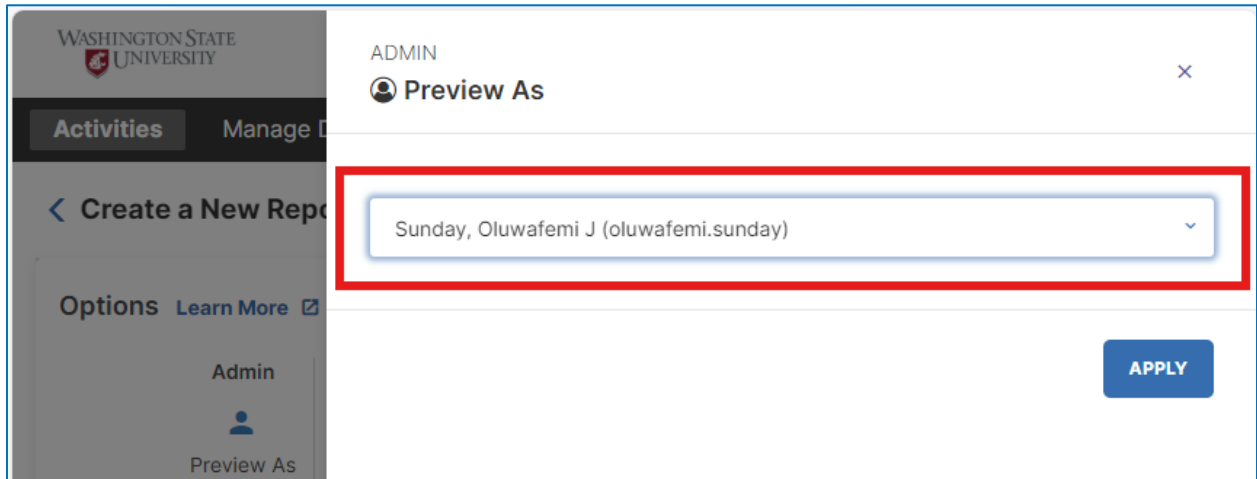 WASHINGTON STATE
UNIVERSITY
Activities Manage
Create a New Repo
Options Learn More
Admin
Preview As
ADMIN
Preview As
Sunday, Oluwafemi J (oluwafemi.sunday)
APPLY